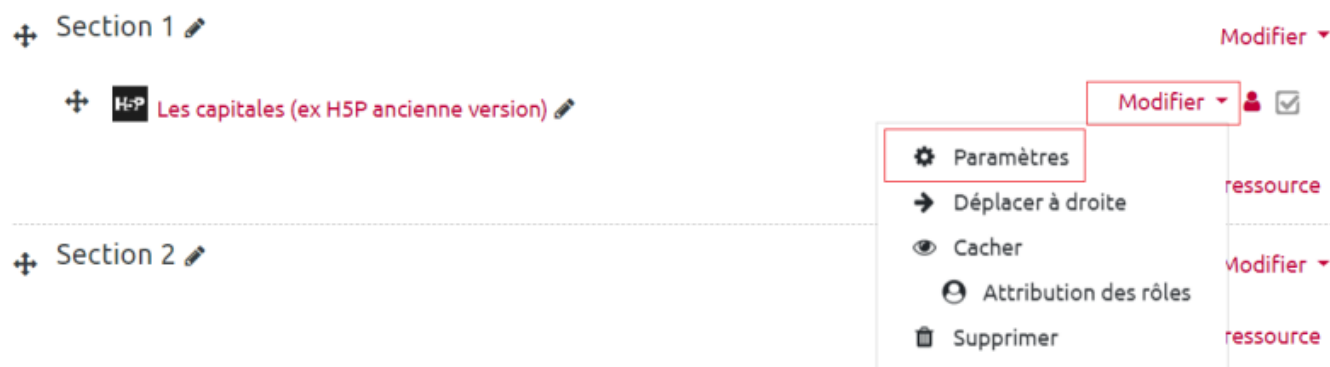 Section 1
Modifier
H5P Les capitales (ex H5P ancienne version)
Modifier
Paramètres
ressource
Déplacer à droite
Section 2
Cacher
Modifier
Attribution des rôles
Supprimer
ressource